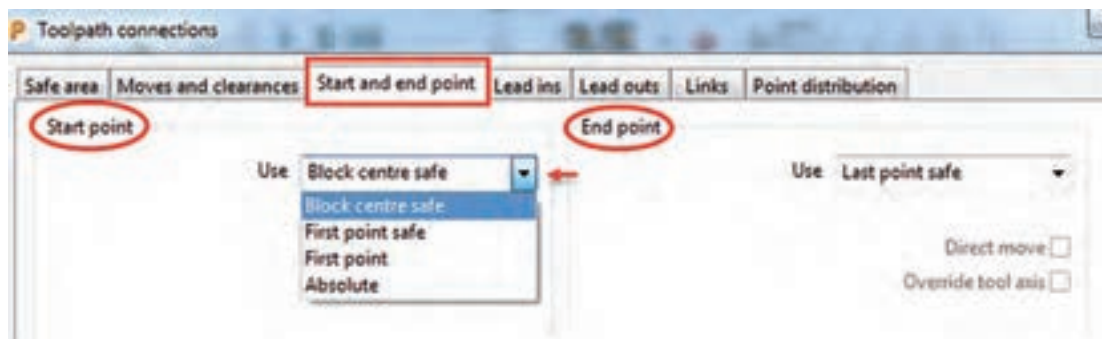 Toolpath connections
Safe area Moves and clearances Start and end point Lead ins Lead outs Links Point distribution
Start point End point
Use Block centre safe Use Last point safe
Block centre safe
First point safe
First point
Absolute
Direct move
Override tool axis